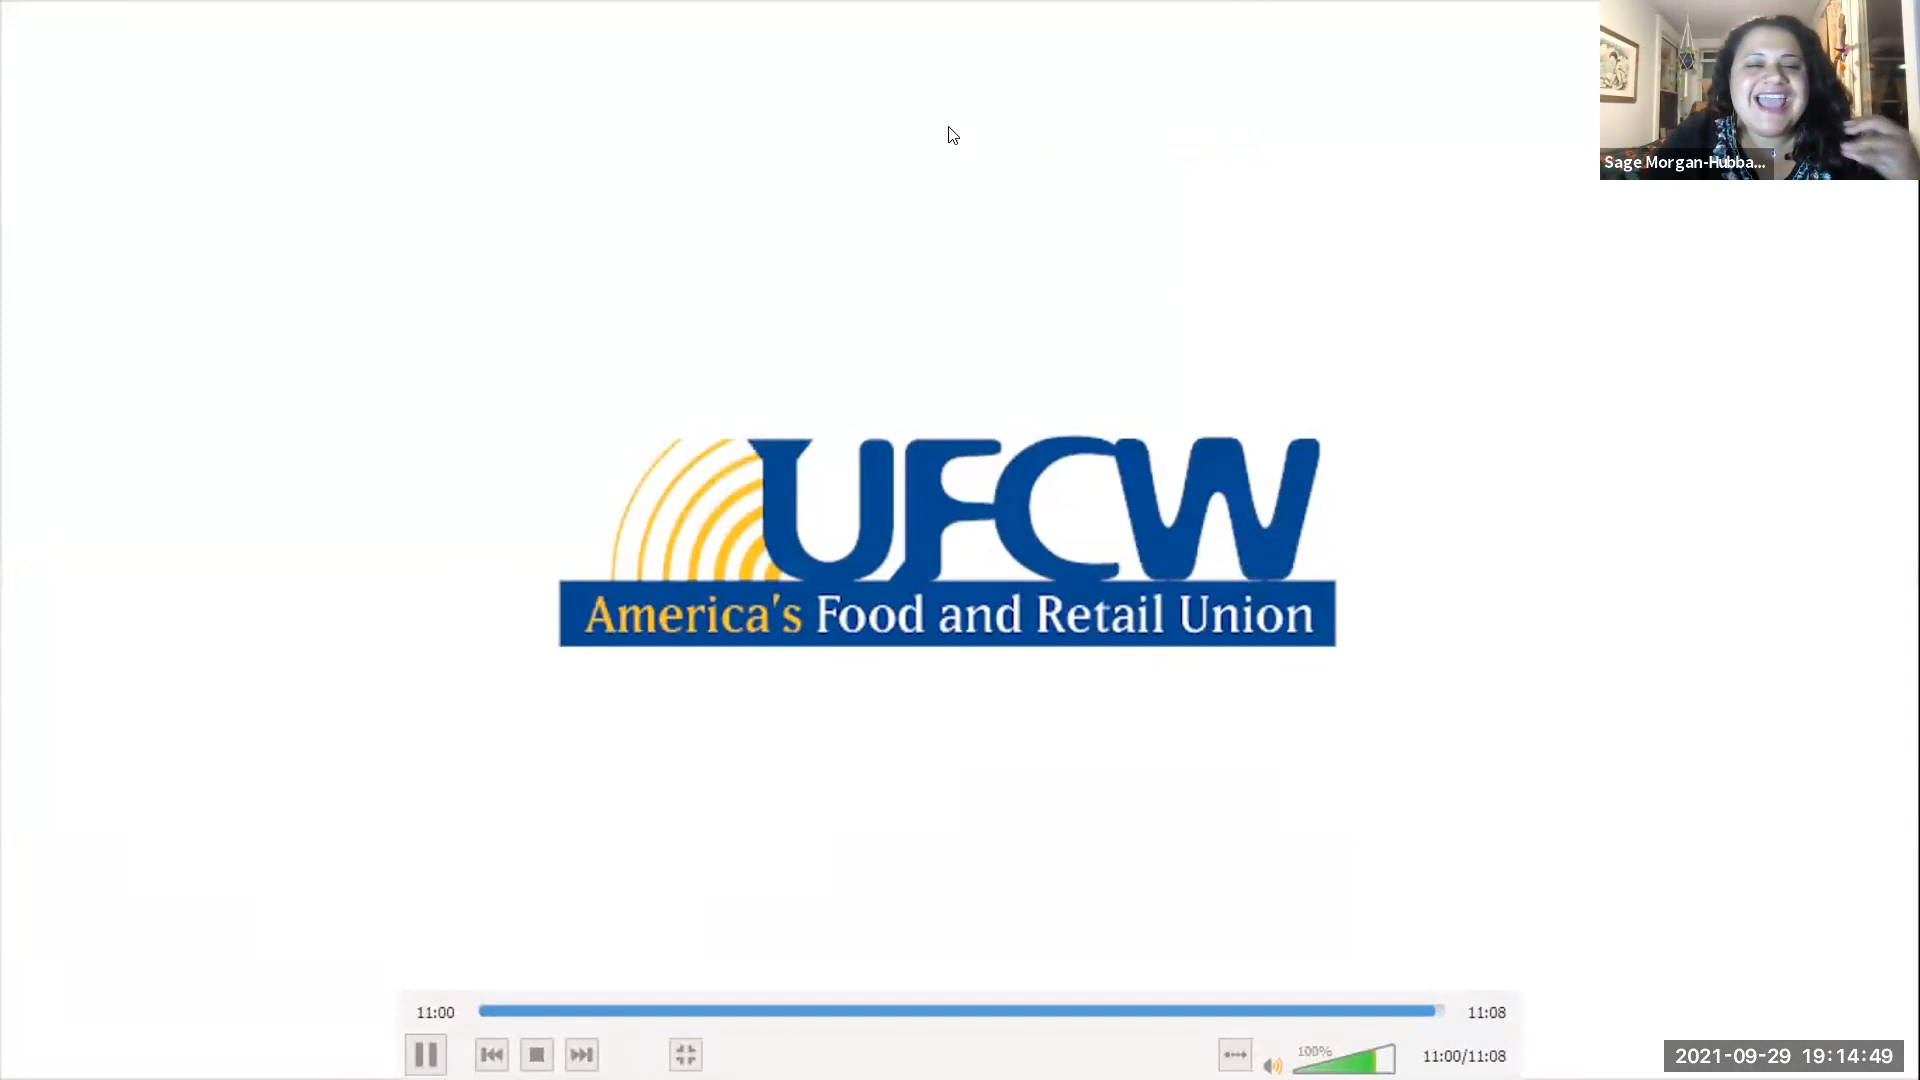 Sage Morgan-Hubba...
UFCW
America's Food and Retail Union
11:00
11:08
100%
11:00/11:08
2021-09-29 19:14:49